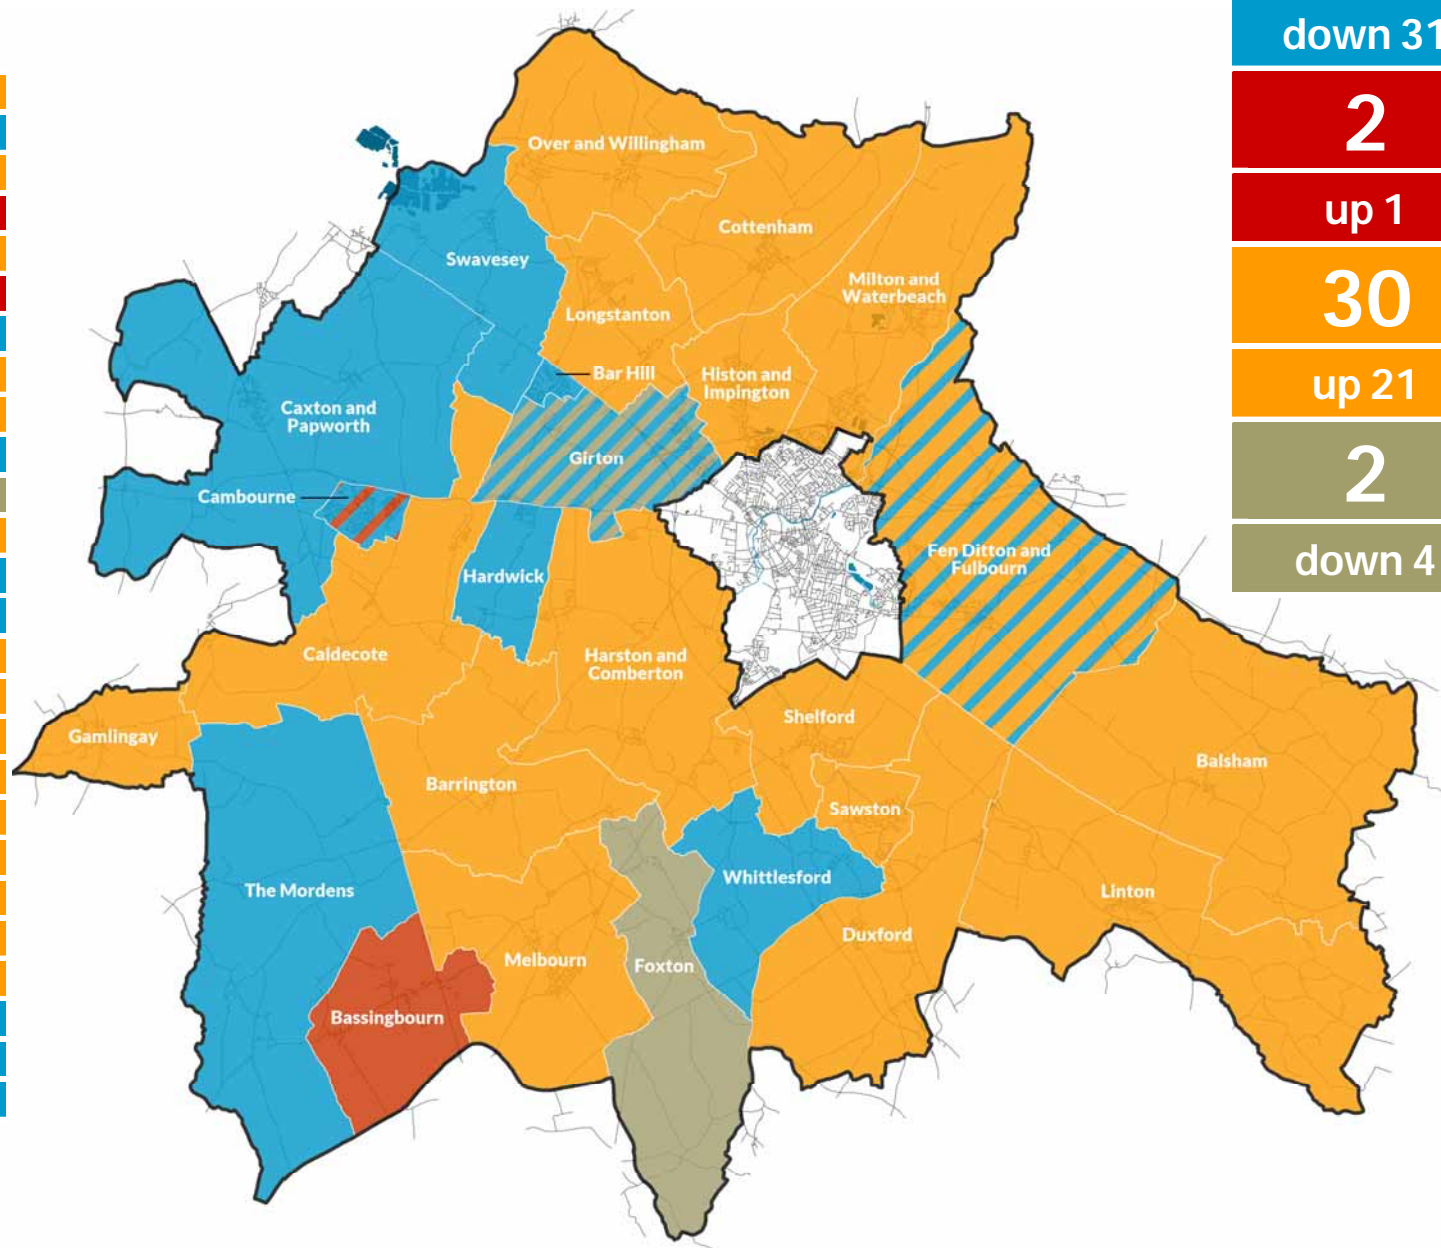 down 31
2
up 1
30
up 21
2
down 4
Over and Willingham
Cottenham
Swavesey
Milton and
Waterbeach
Longstanton
Bar Hill
Histon and
Impington
Caxton and
Papworth
Girton
Cambourne
Fen Ditton and
Fulbourn
Hardwick
Caldecote
Harston and
Comberton
Shelford
Gamlingay
Balsham
Barrington
Sawston
Whittlesford
The Mordens
Linton
Duxford
Melbourn
Foxton
Bassingbourn